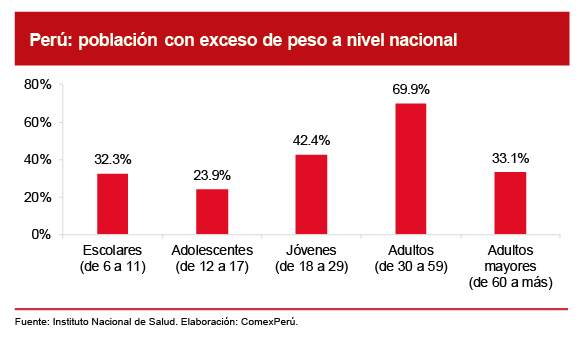 Perú: población con exceso de peso a nivel nacional
80%
60%
40%
20%
0%
32.3%
23.9%
42.4%
69.9%
33.1%
Escolares
(de 6 a 11)
Adolescentes
(de 12 a 17)
Jóvenes
(de 18 a 29)
Adultos
(de 30 a 59)
Adultos
mayores
(de 60 a más)
Fuente: Instituto Nacional de Salud. Elaboración: ComexPerú.